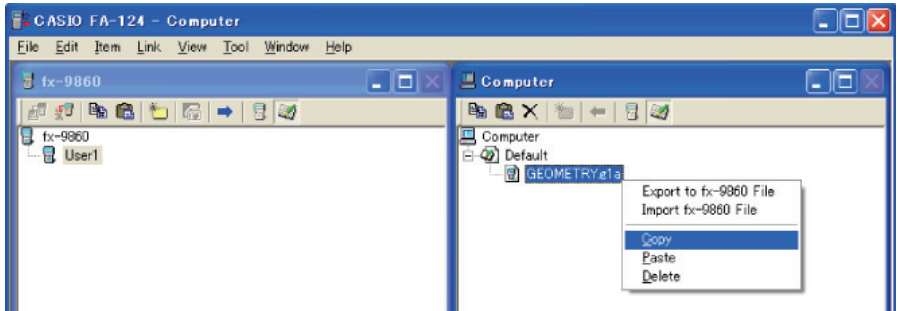 CASIO FA-124 - Computer
File Edit Item Link View Tool Window Help
fx-9860
fx-9860
User1
Computer
Computer
Default
GEOMETRY.g1a
Export to fx-9860 File
Import fx-9860 File
Copy
Paste
Delete